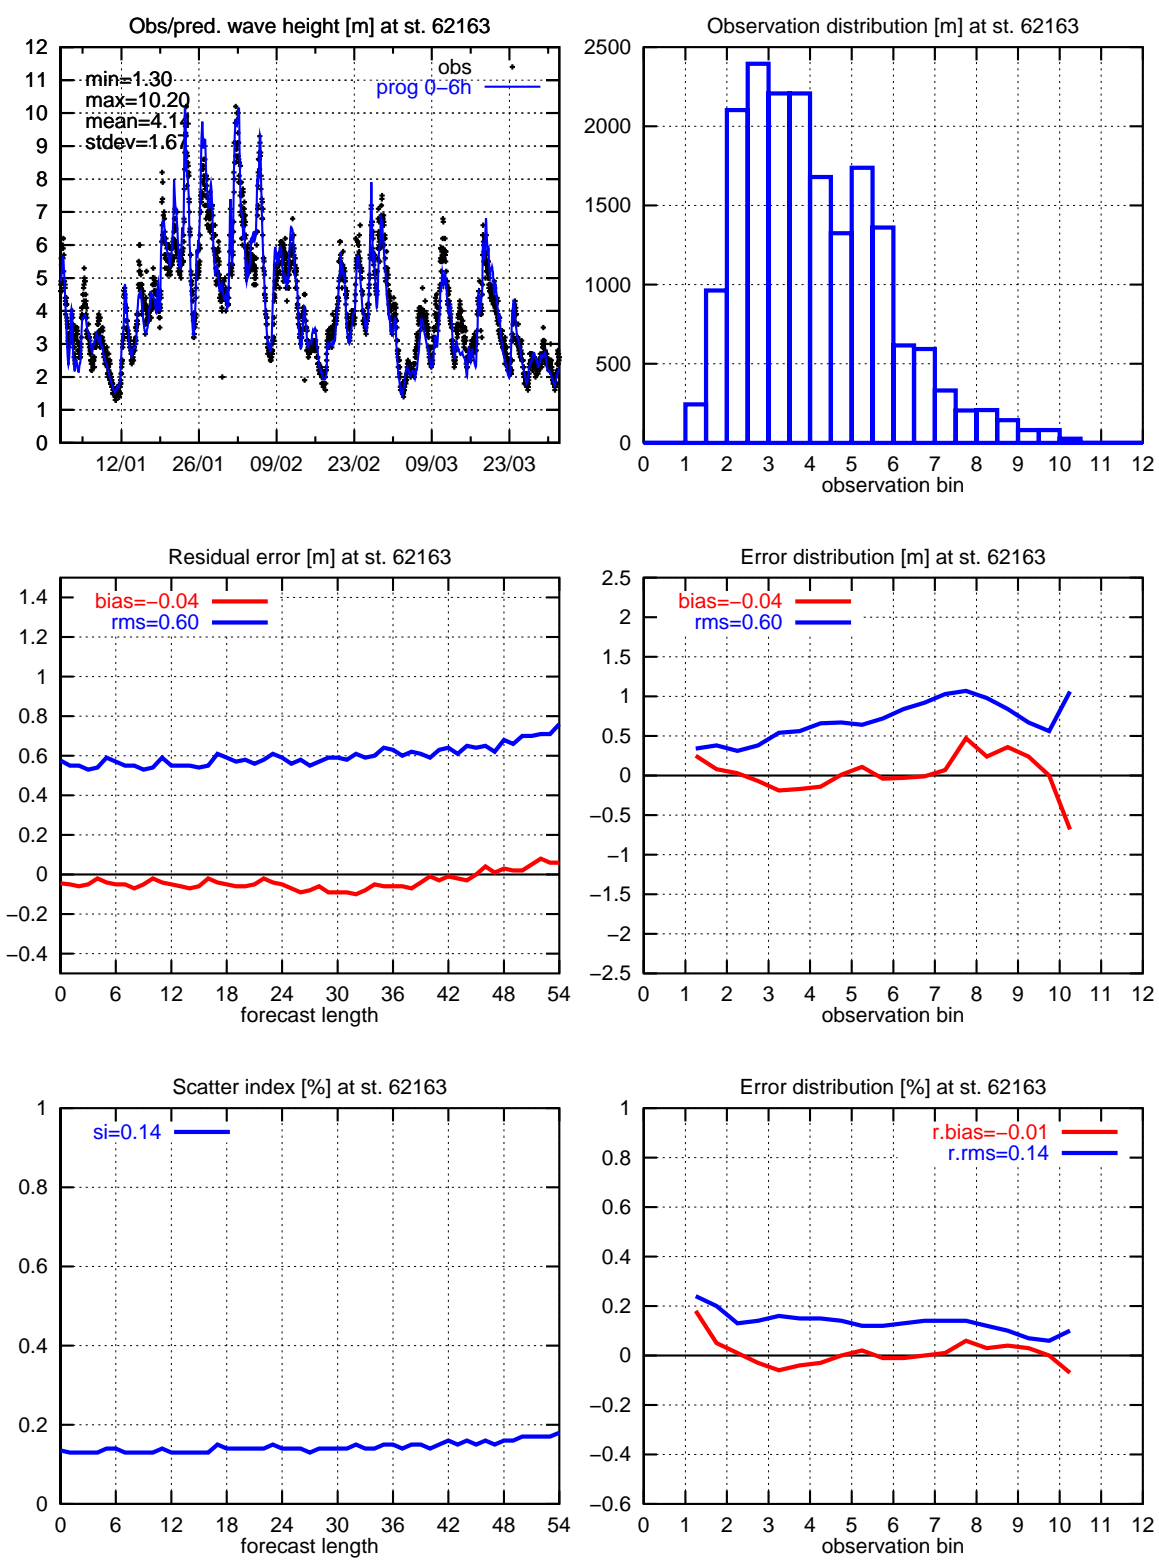 Obs/pred. wave height [m] at st. 62163
12
11
10
9
8
7
6
5
4
3
2
1
0
min=1.30
max=10.20
mean=4.14
stdev=1.67
obs
prog 0−6h
12/01 26/01 09/02 23/02 09/03 23/03
Observation distribution [m] at st. 62163
2500
2000
1500
1000
500
0
0 1 2 3 4 5 6 7 8 9 10 11 12
observation bin
Residual error [m] at st. 62163
1.4
1.2
1
0.8
0.6
0.4
0.2
0
−0.2
−0.4
bias=−0.04
rms=0.60
0 6 12 18 24 30 36 42 48 54
forecast length
Error distribution [m] at st. 62163
2.5
2
1.5
1
0.5
0
−0.5
−1
−1.5
−2
−2.5
bias=−0.04
rms=0.60
0 1 2 3 4 5 6 7 8 9 10 11 12
observation bin
Scatter index [%] at st. 62163
1
0.8
0.6
0.4
0.2
0
si=0.14
0 6 12 18 24 30 36 42 48 54
forecast length
Error distribution [%] at st. 62163
1
0.8
0.6
0.4
0.2
0
−0.2
−0.4
−0.6
r.bias=−0.01
r.rms=0.14
0 1 2 3 4 5 6 7 8 9 10 11 12
observation bin